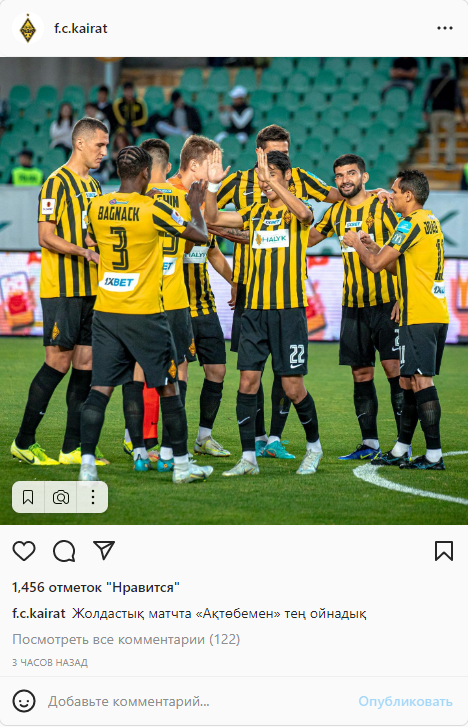 f.c.kairat
BAGNACK
3
1XBET
1XBET
HALYK
22
1,456 отметок "Нравится"
f.c.kairat Жолдастық матчта «Ақтөбемен» тең ойнадық
Посмотреть все комментарии (122)
3 ЧАСОВ НАЗАД
Добавьте комментарий...
Опубликовать